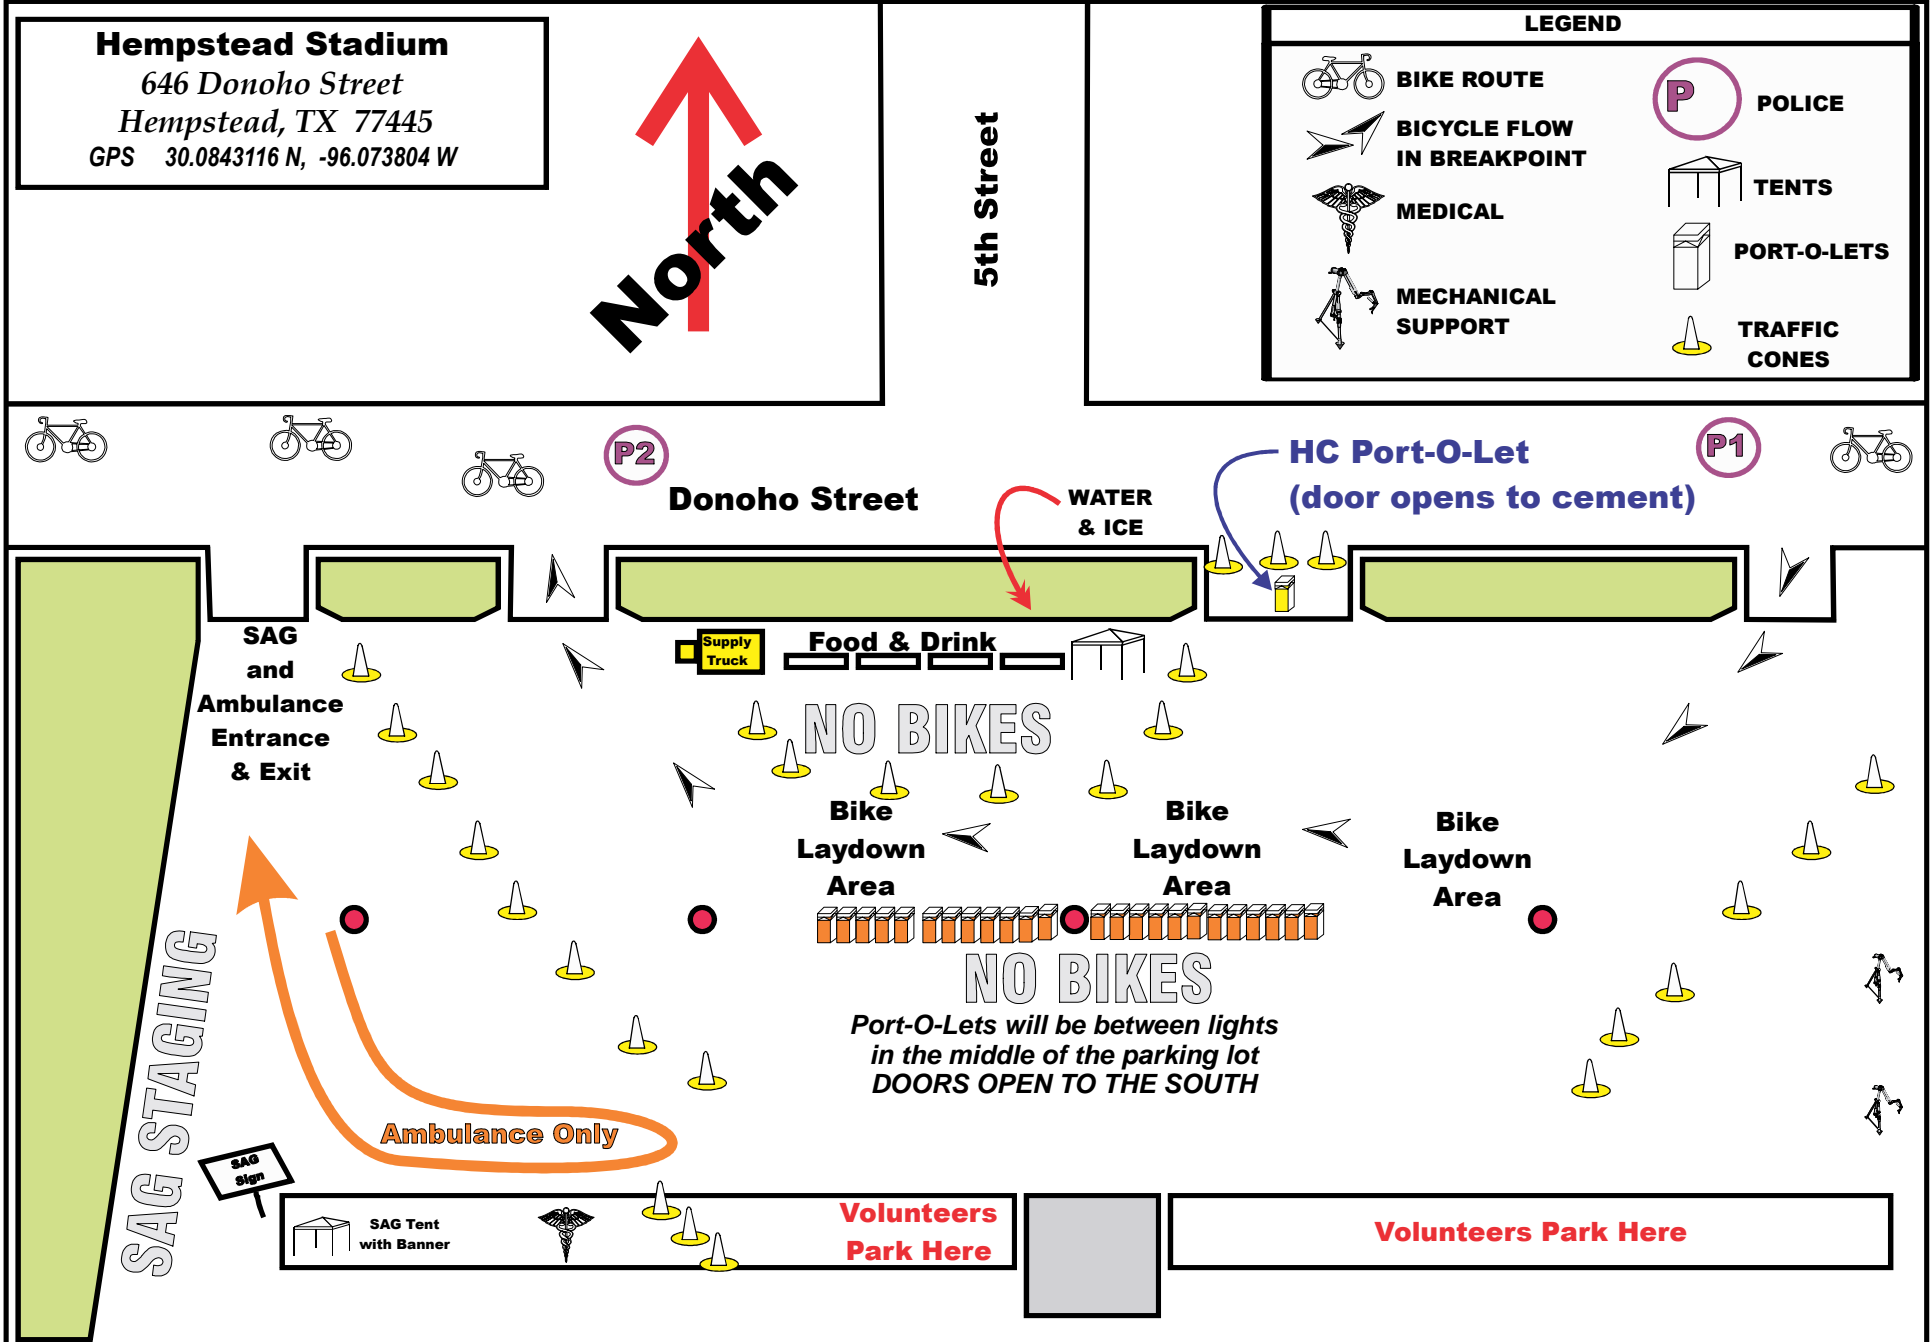 Hempstead Stadium
646 Donoho Street
Hempstead, TX  77445
GPS    30.0843116 N,  -96.073804 W
North
5th Street
LEGEND
BIKE ROUTE
BICYCLE FLOW
IN BREAKPOINT
MEDICAL
MECHANICAL
SUPPORT
P
POLICE
TENTS
PORT-O-LETS
TRAFFIC
CONES
P2
Donoho Street
WATER
& ICE
HC Port-O-Let
(door opens to cement)
P1
SAG
and
Ambulance
Entrance
& Exit
Supply
Truck
Food & Drink
NO BIKES
Bike
Laydown
Area
Bike
Laydown
Area
Bike
Laydown
Area
NO BIKES
Port-O-Lets will be between lights
in the middle of the parking lot
DOORS OPEN TO THE SOUTH
SAG STAGING
Ambulance Only
SAG
Sign
SAG Tent
with Banner
Volunteers
Park Here
Volunteers Park Here